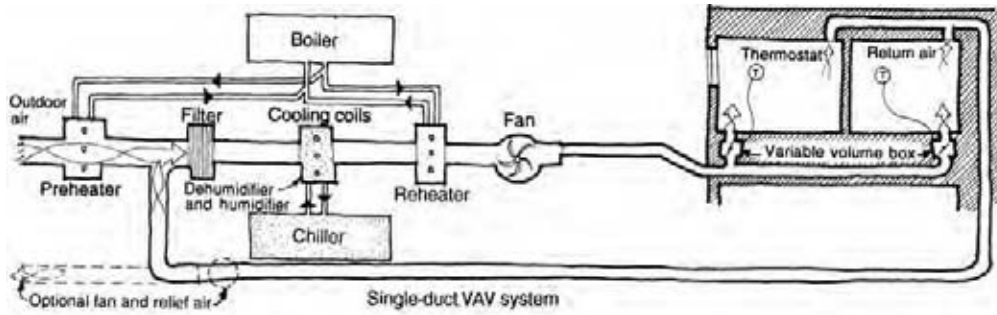 Boiler
Thermostat
Return air
T
T
Outdoor
air
Filter
Cooling coils
Fan
Variable volume box
Preheater
Dehumidifier
and humidifier
Reheater
Chiller
Optional fan and relief air
Single-duct VAV system